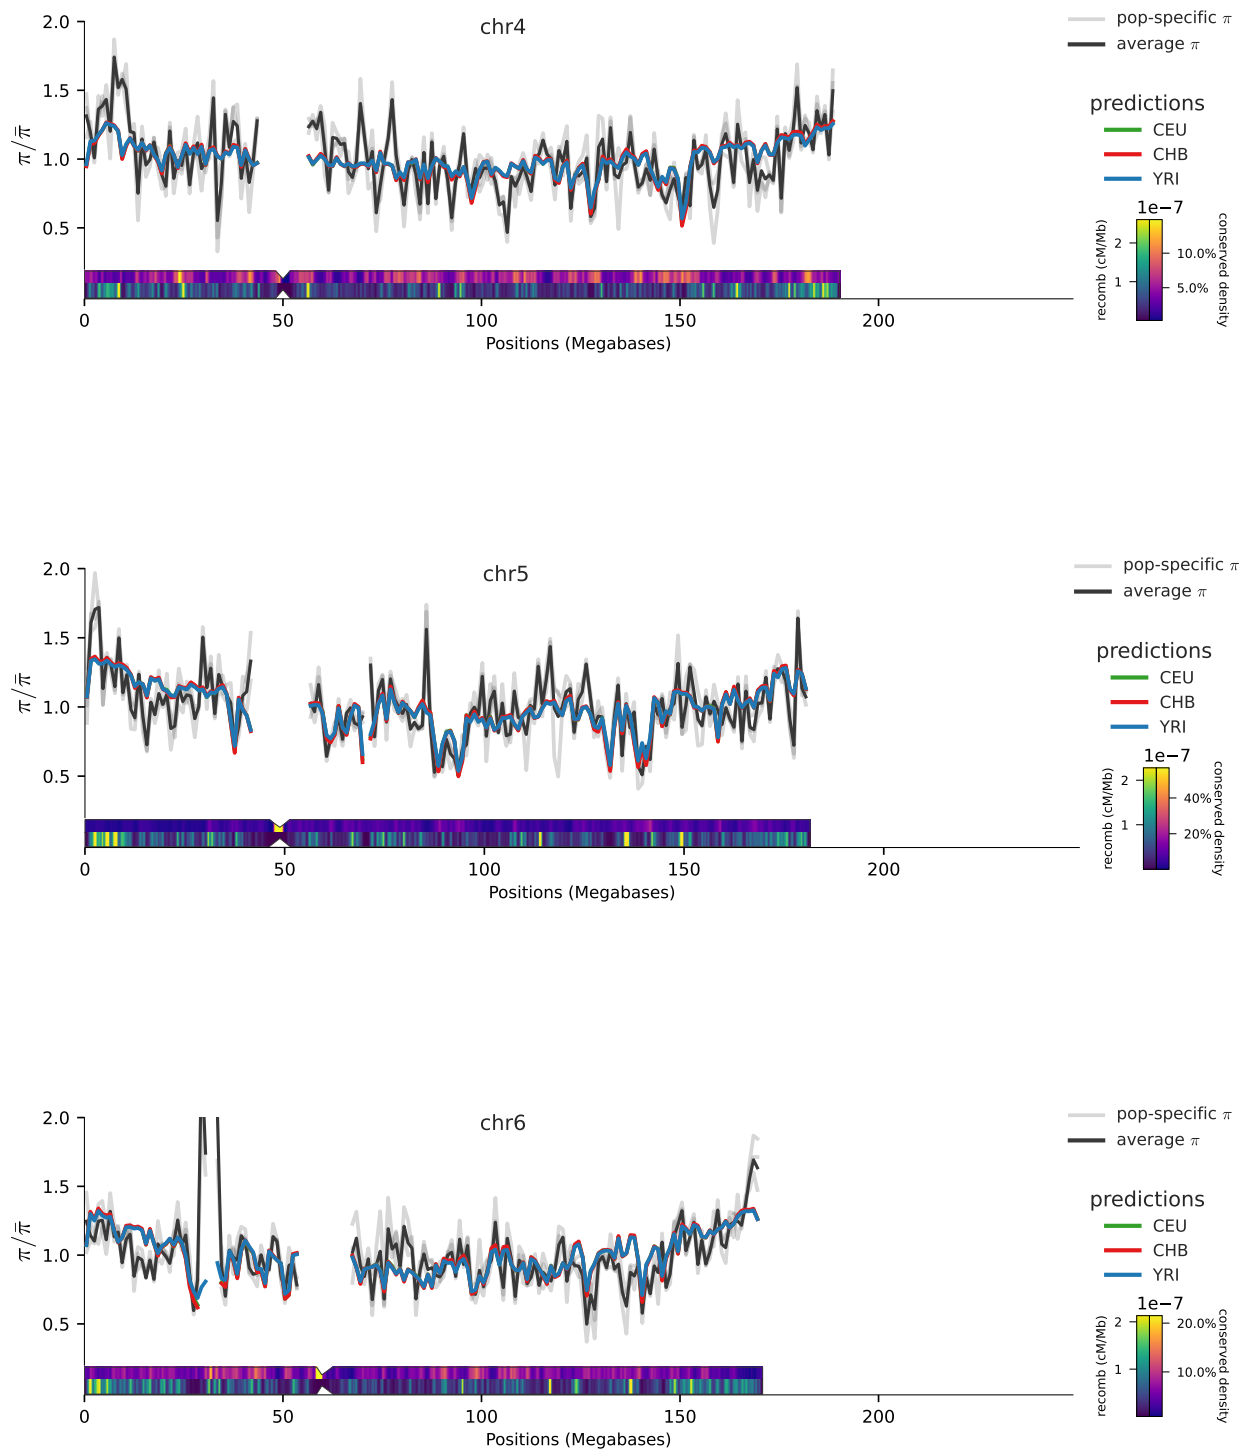 chr4
2.0
1.5
1.0
0.5
π/π̄
0
50
100
150
200
Positions (Megabases)
pop-specific π
average π
predictions
CEU
CHB
YRI
1e−7
recomb (cM/Mb)
2
1
10.0%
5.0%
conserved density
chr5
2.0
1.5
1.0
0.5
π/π̄
0
50
100
150
200
Positions (Megabases)
pop-specific π
average π
predictions
CEU
CHB
YRI
1e−7
recomb (cM/Mb)
2
1
40%
20%
conserved density
chr6
2.0
1.5
1.0
0.5
π/π̄
0
50
100
150
200
Positions (Megabases)
pop-specific π
average π
predictions
CEU
CHB
YRI
1e−7
recomb (cM/Mb)
2
1
20.0%
10.0%
conserved density